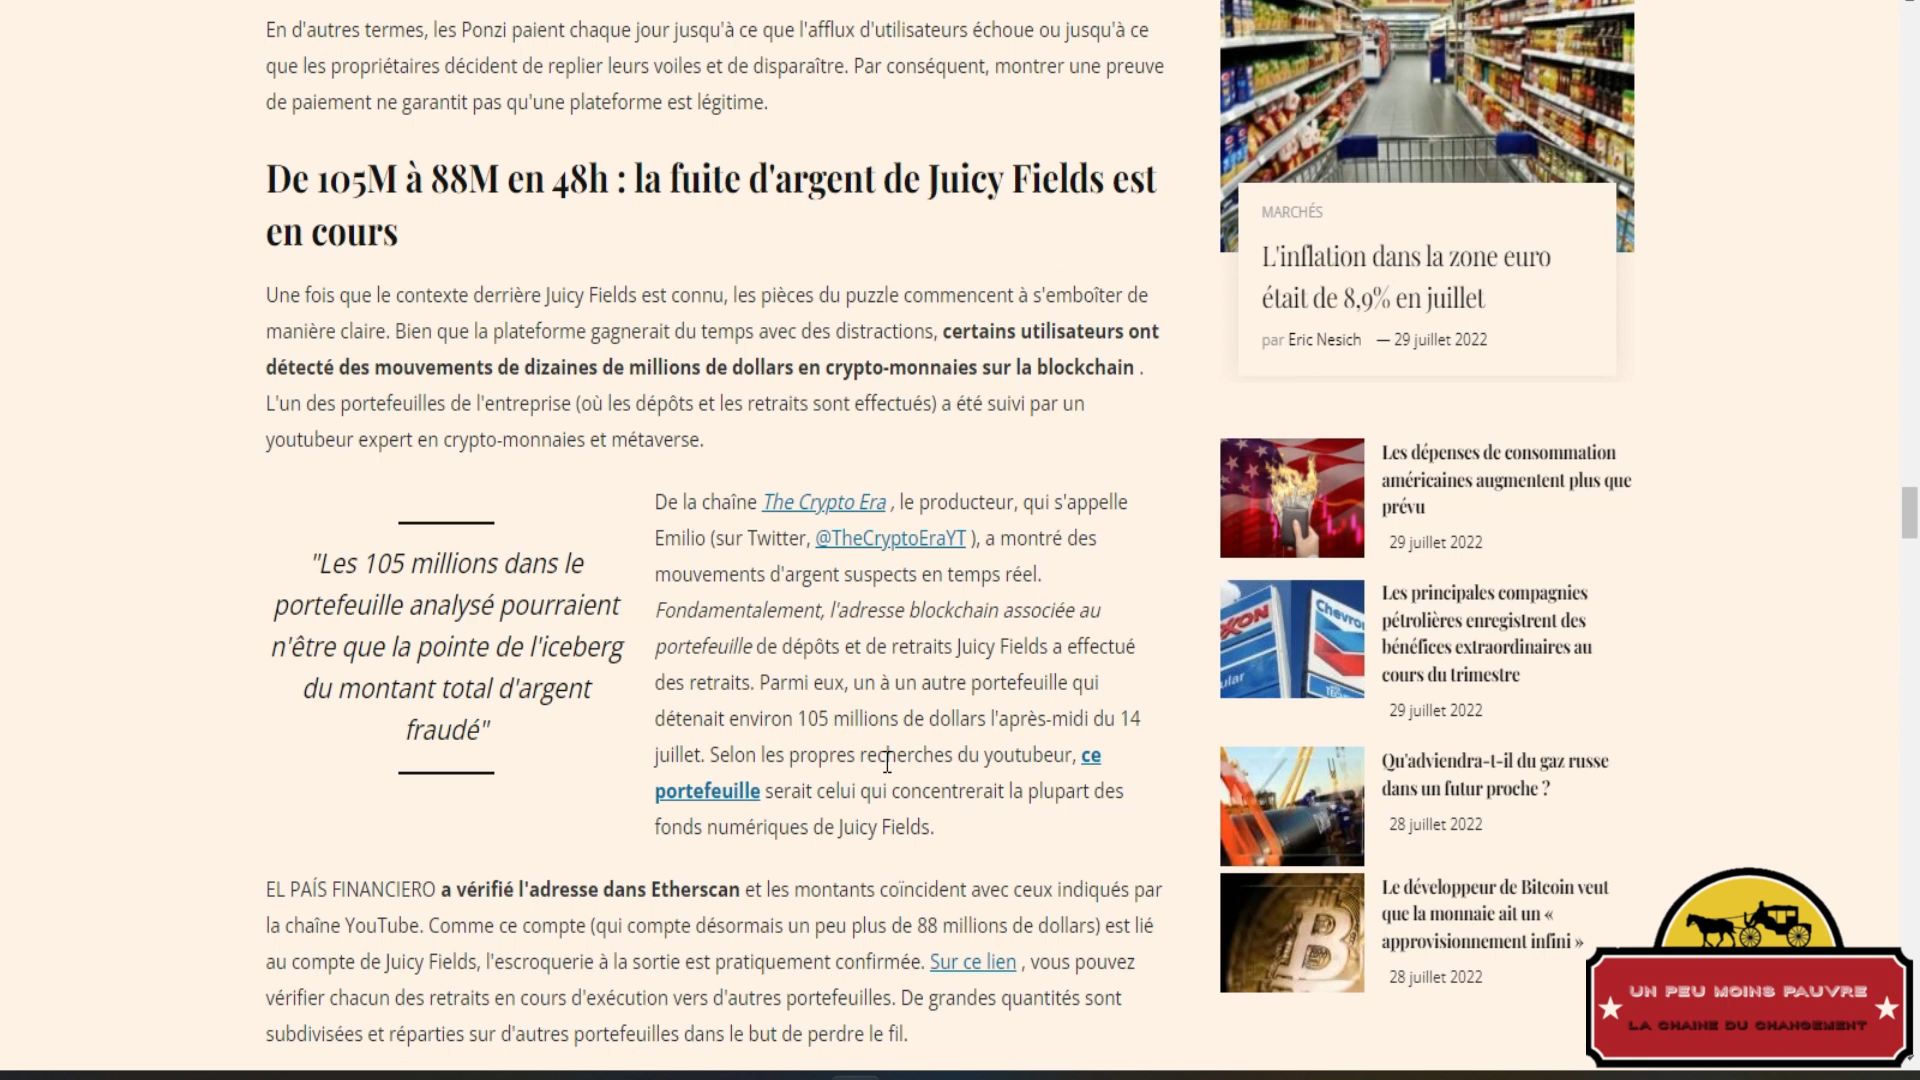 En d'autres termes, les Ponzi paient chaque jour jusqu'à ce que l'afflux d'utilisateurs échoue ou jusqu'à ce
que les propriétaires décident de replier leurs voiles et de disparaître. Par conséquent, montrer une preuve
de paiement ne garantit pas qu'une plateforme est légitime.
De 105M à 88M en 48h : la fuite d'argent de Juicy Fields est
en cours
Une fois que le contexte derrière Juicy Fields est connu, les pièces du puzzle commencent à s'emboîter de
manière claire. Bien que la plateforme gagnerait du temps avec des distractions, certains utilisateurs ont
détecté des mouvements de dizaines de millions de dollars en crypto-monnaies sur la blockchain .
L'un des portefeuilles de l'entreprise (où les dépôts et les retraits sont effectués) a été suivi par un
youtubeur expert en crypto-monnaies et métaverse.
"Les 105 millions dans le
portefeuille analysé pourraient
n'être que la pointe de l'iceberg
du montant total d'argent
fraudé"
De la chaîne The Crypto Era , le producteur, qui s'appelle
Emilio (sur Twitter, @TheCryptoEraYT ), a montré des
mouvements d'argent suspects en temps réel.
Fondamentalement, l'adresse blockchain associée au
portefeuille de dépôts et de retraits Juicy Fields a effectué
des retraits. Parmi eux, un à un autre portefeuille qui
détenait environ 105 millions de dollars l'après-midi du 14
juillet. Selon les propres recherches du youtubeur, ce
portefeuille serait celui qui concentrerait la plupart des
fonds numériques de Juicy Fields.
EL PAÍS FINANCIERO a vérifié l'adresse dans Etherscan et les montants coïncident avec ceux indiqués par
la chaîne YouTube. Comme ce compte (qui compte désormais un peu plus de 88 millions de dollars) est lié
au compte de Juicy Fields, l'escroquerie à la sortie est pratiquement confirmée. Sur ce lien , vous pouvez
vérifier chacun des retraits en cours d'exécution vers d'autres portefeuilles. De grandes quantités sont
subdivisées et réparties sur d'autres portefeuilles dans le but de perdre le fil.
MARCHÉS
L'inflation dans la zone euro
était de 8,9% en juillet
par Eric Nesich — 29 juillet 2022
Les dépenses de consommation
américaines augmentent plus que
prévu
29 juillet 2022
XON
Chevro
ular
Les principales compagnies
pétrolières enregistrent des
bénéfices extraordinaires au
cours du trimestre
29 juillet 2022
Qu'adviendra-t-il du gaz russe
dans un futur proche ?
28 juillet 2022
Le développeur de Bitcoin veut
que la monnaie ait un «
approvisionnement infini »
28 juillet 2022
UN PEU MOINS PAUVRE
LA CHAINE DU CHANGEMENT